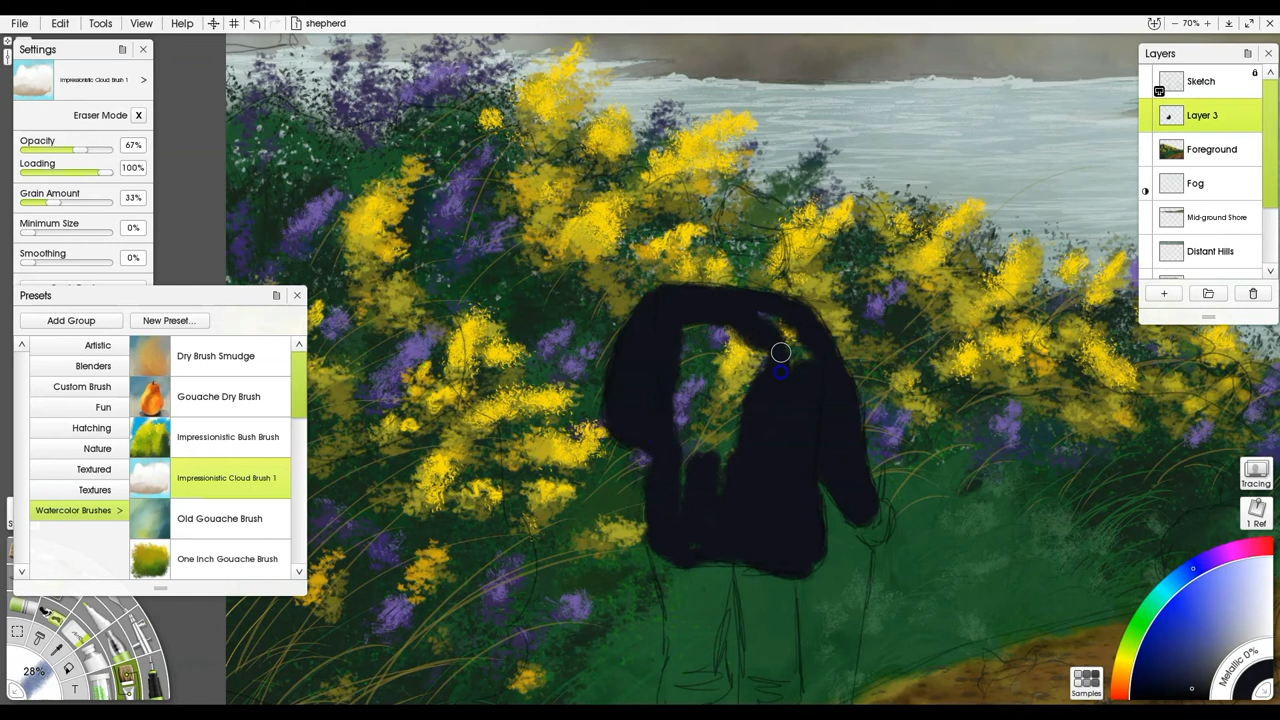 File Edit Tools View Help shepherd 70%
Settings
Impressionistic Cloud Brush 1 >
Eraser Mode X
Opacity 67%
Loading 100%
Grain Amount 33%
Minimum Size 0%
Smoothing 0%
Presets
Add Group New Preset...
Artistic
Blenders
Custom Brush
Fun
Hatching
Nature
Textured
Textures
Watercolor Brushes >
Dry Brush Smudge
Gouache Dry Brush
Impressionistic Bush Brush
Impressionistic Cloud Brush 1
Old Gouache Brush
One Inch Gouache Brush
28%
T
Layers
Sketch
Layer 3
Foreground
Fog
Mid-ground Shore
Distant Hills
Tracing
1 Ref
Samples
Metallic 0%